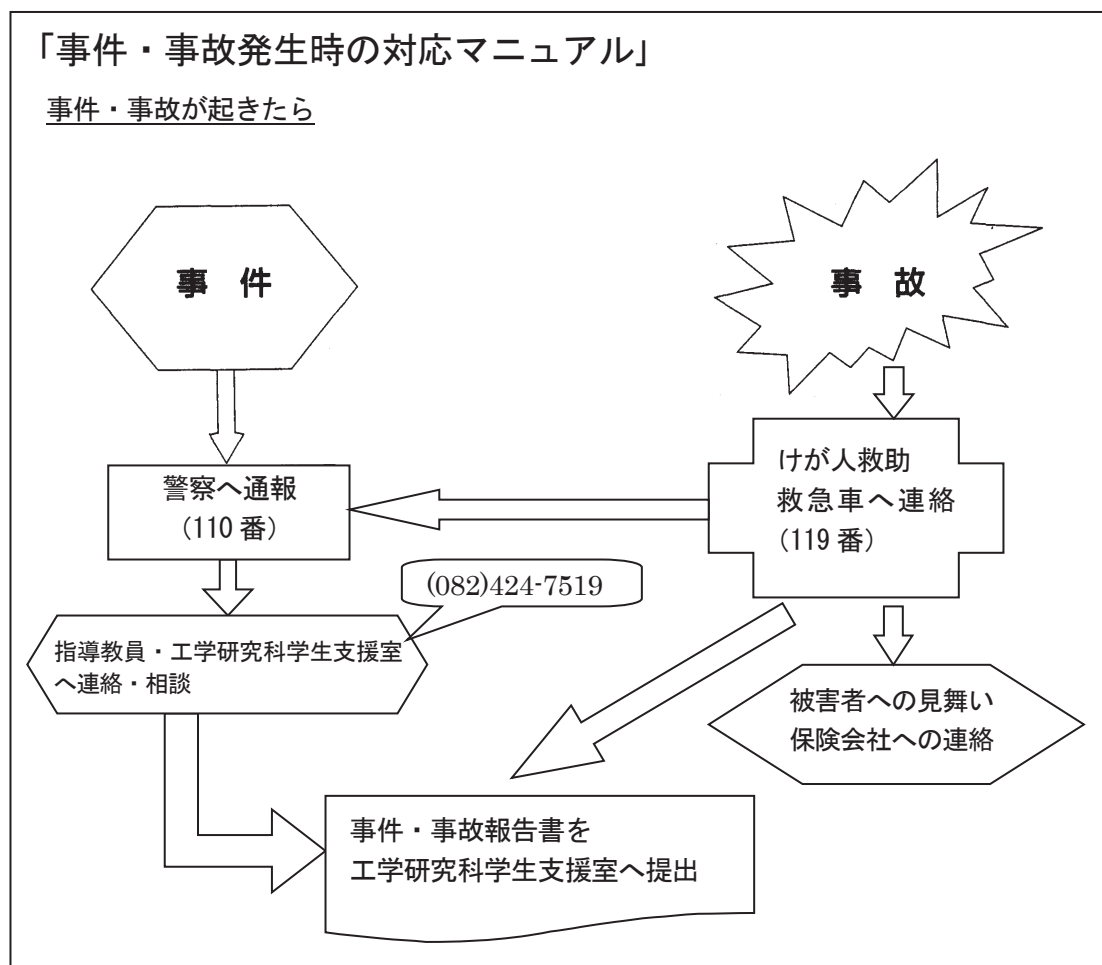 「事件・事故発生時の対応マニュアル」
事件・事故が起きたら
事 件
事 故
警察へ通報
(110 番)
けが人救助
救急車へ連絡
(119 番)
(082)424-7519
指導教員・工学研究科学生支援室
へ連絡・相談
被害者への見舞い
保険会社への連絡
事件・事故報告書を
工学研究科学生支援室へ提出